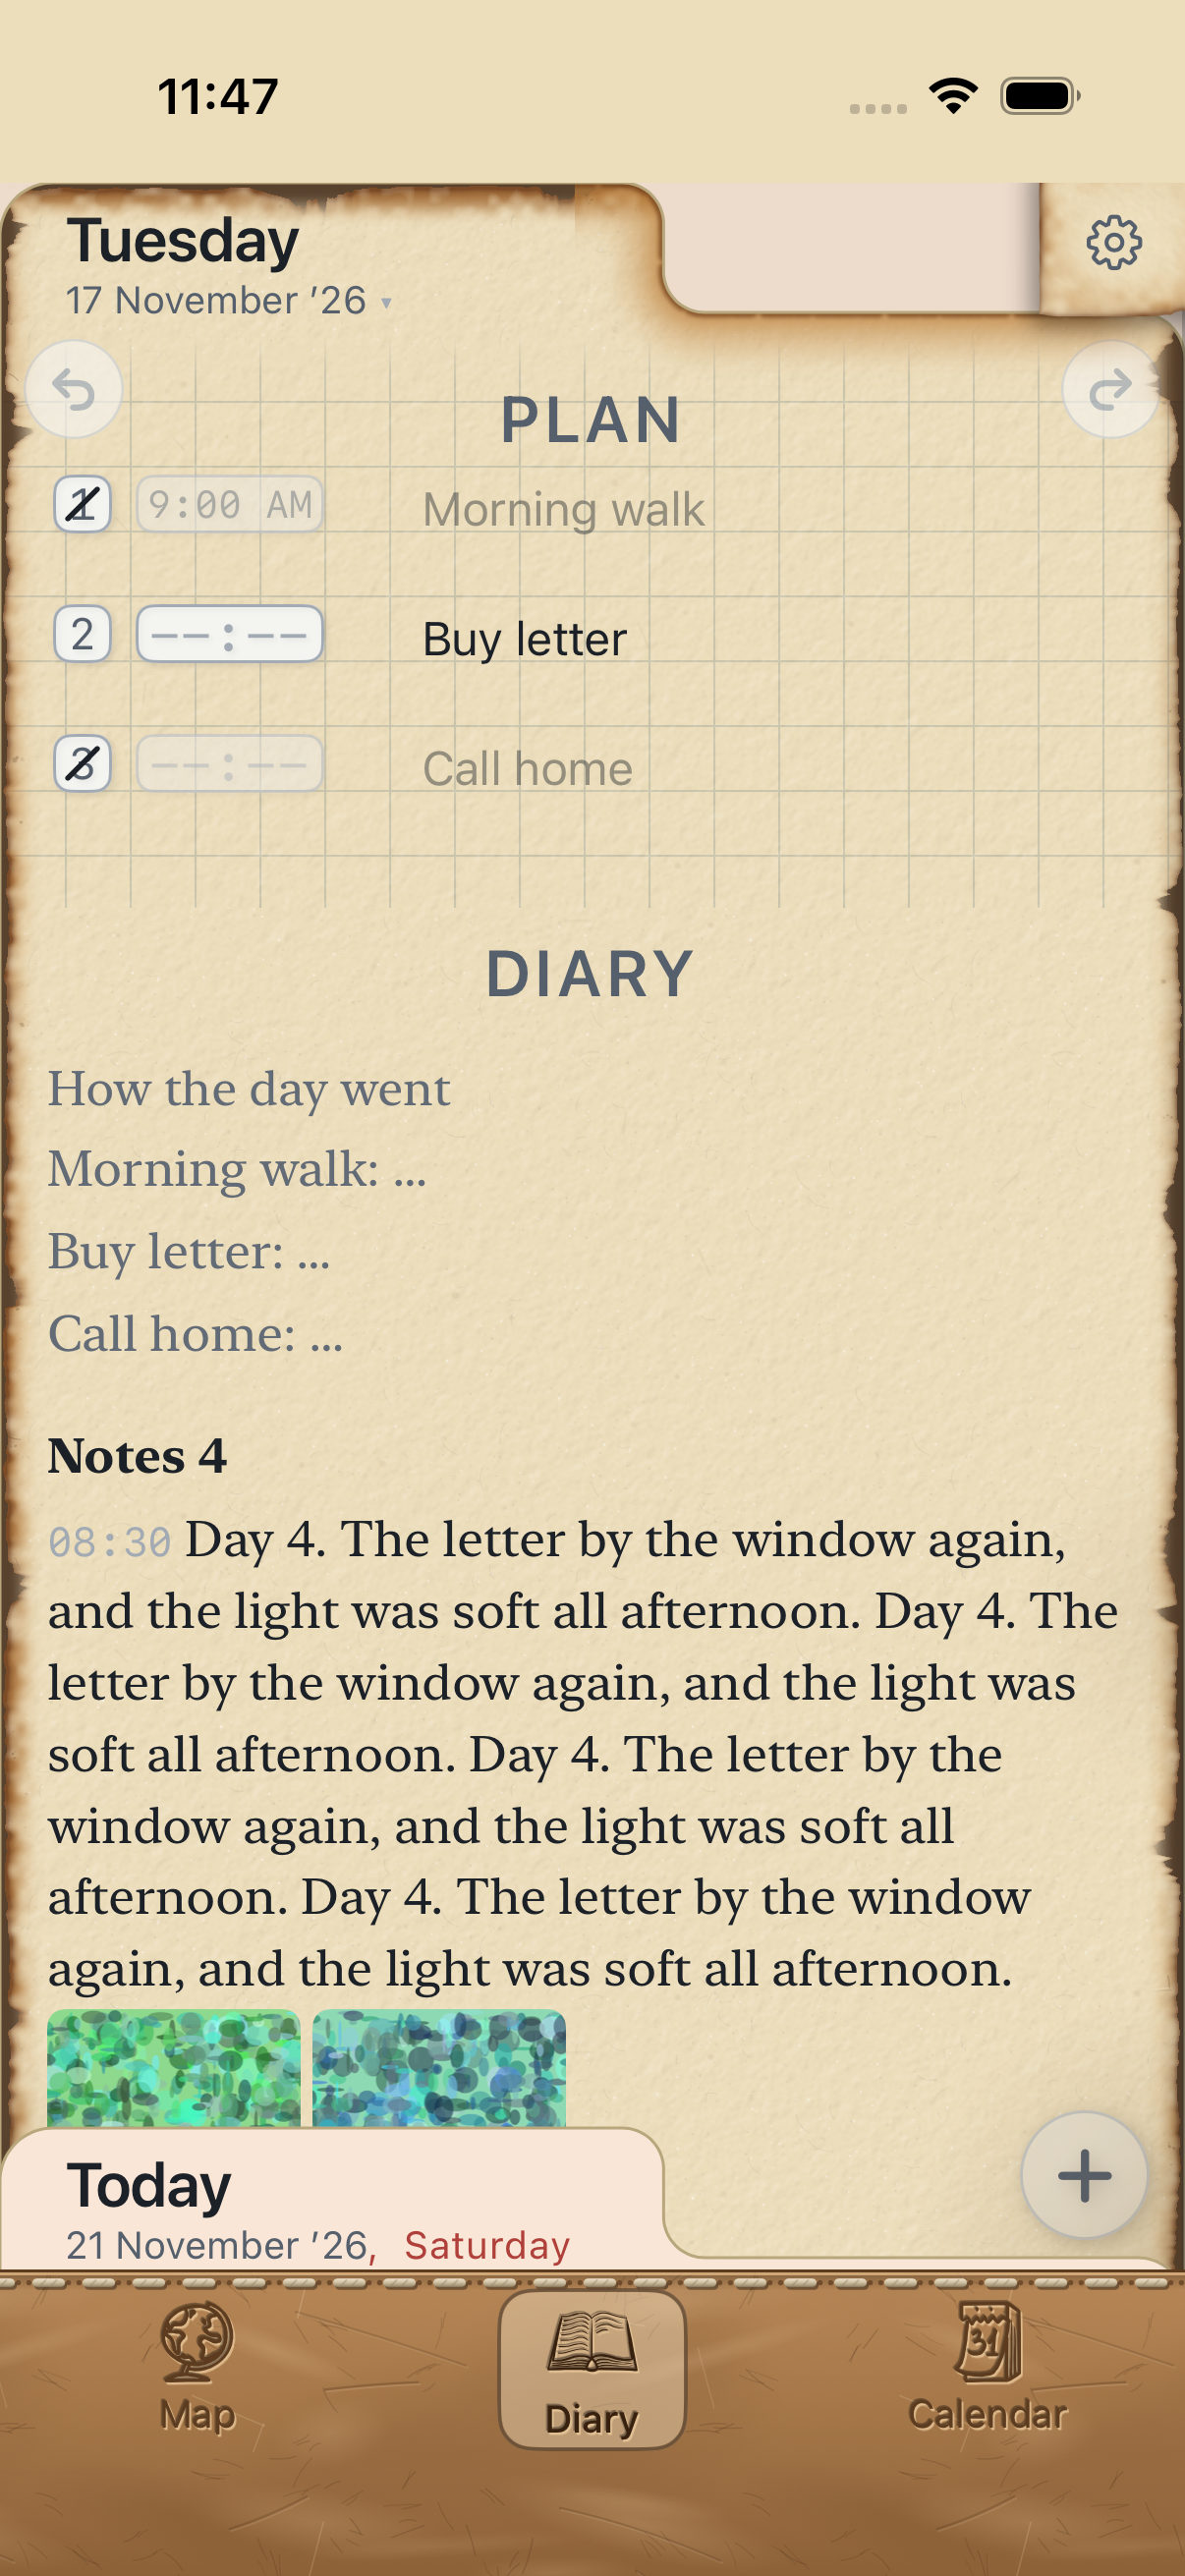 11:47
Tuesday
17 November ’26
PLAN
1 9:00 AM Morning walk
2 --:-- Buy letter
3 --:-- Call home
DIARY
How the day went
Morning walk: ...
Buy letter: ...
Call home: ...
Notes 4
08:30 Day 4. The letter by the window again,
and the light was soft all afternoon. Day 4. The
letter by the window again, and the light was
soft all afternoon. Day 4. The letter by the
window again, and the light was soft all
afternoon. Day 4. The letter by the window
again, and the light was soft all afternoon.
Today
21 November ’26, Saturday
31
Map Diary Calendar